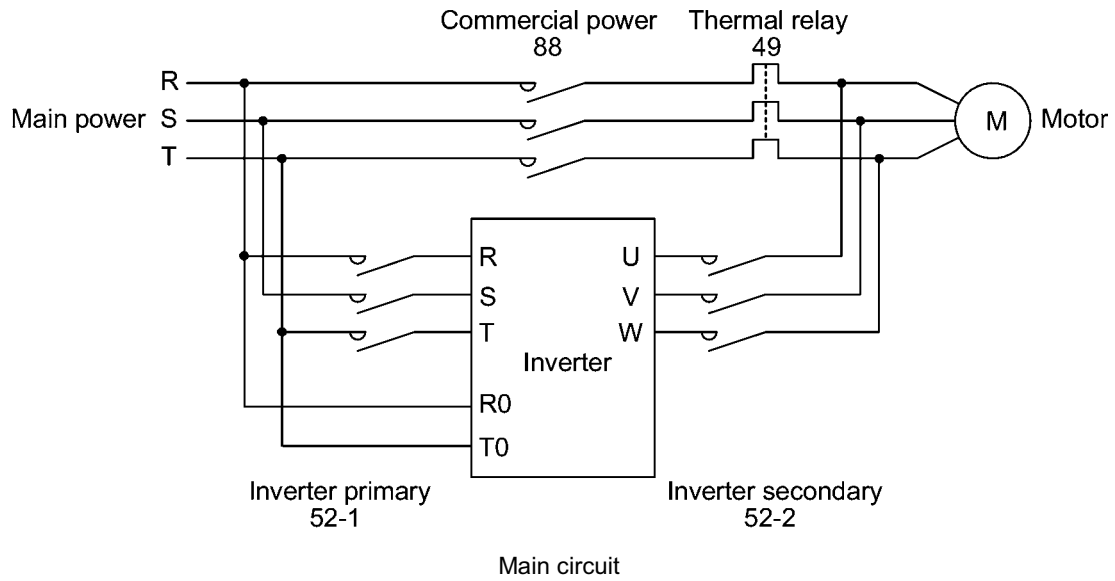 Commercial power
88
Thermal relay
49
R
Main power S
T
M
Motor
R
S
T
R0
T0
U
V
W
Inverter
Inverter primary
52-1
Inverter secondary
52-2
Main circuit